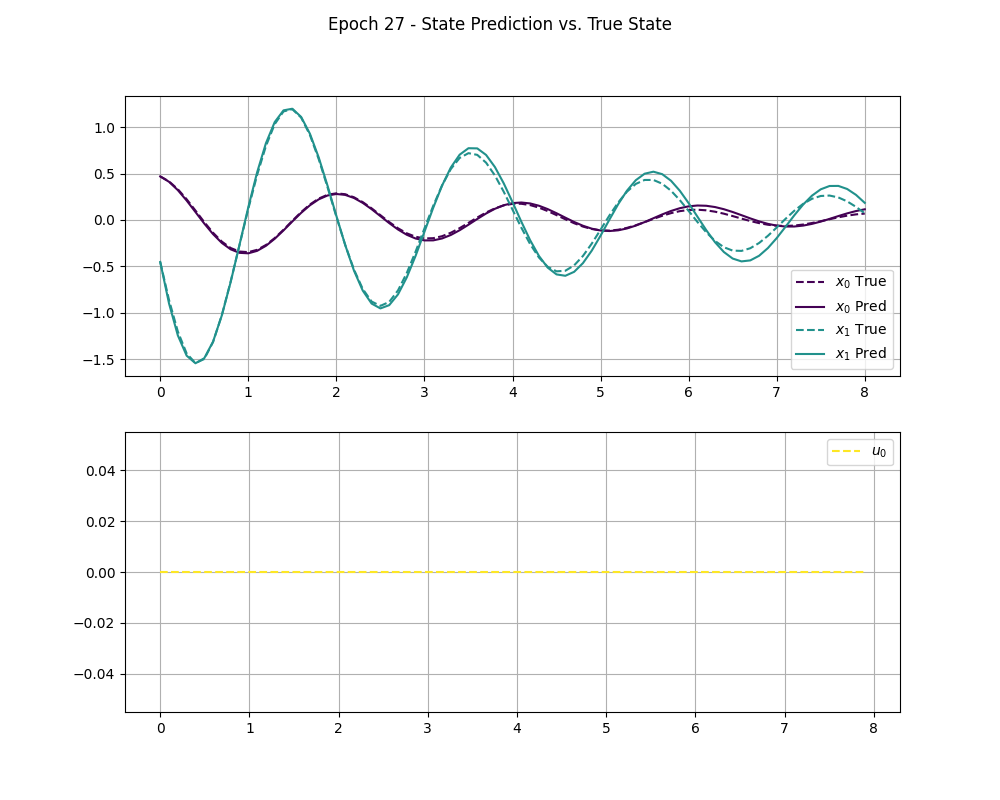 Epoch 27 - State Prediction vs. True State
1.0
0.5
0.0
−0.5
−1.0
−1.5
0 1 2 3 4 5 6 7 8
x₀ True
x₀ Pred
x₁ True
x₁ Pred
0.04
0.02
0.00
−0.02
−0.04
0 1 2 3 4 5 6 7 8
u₀